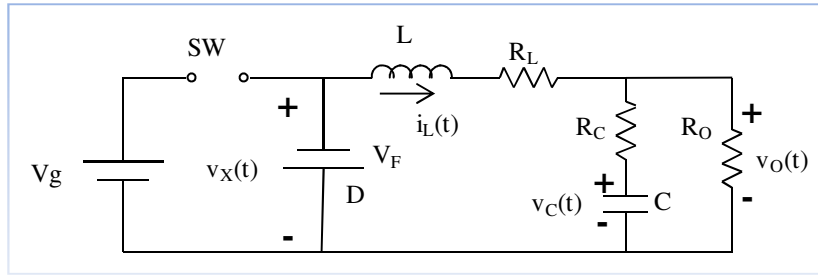 SW
L
R_L
+
i_L(t)
R_C
R_O
+
Vg
v_X(t)
V_F
D
+
v_C(t)
C
v_O(t)
-
-
-